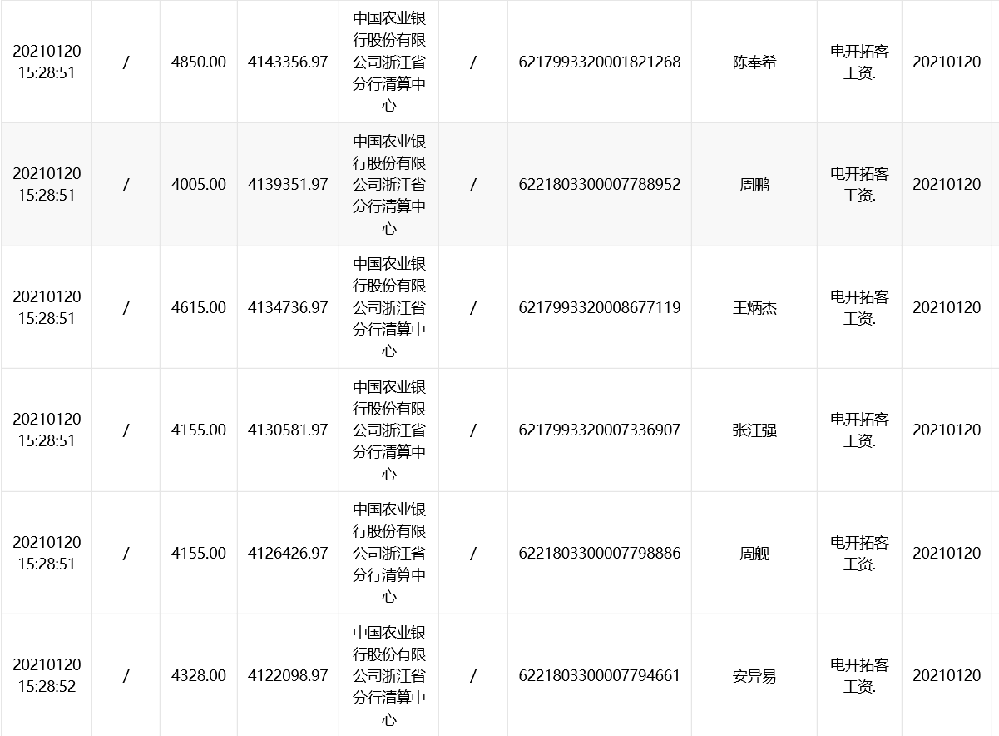 20210120
15:28:51
/
4850.00
4143356.97
中国农业银
行股份有限
公司浙江省
分行清算中
心
/
6217993320001821268
陈奉希
电开拓客
工资.
20210120
20210120
15:28:51
/
4005.00
4139351.97
中国农业银
行股份有限
公司浙江省
分行清算中
心
/
6221803300007788952
周鹏
电开拓客
工资.
20210120
20210120
15:28:51
/
4615.00
4134736.97
中国农业银
行股份有限
公司浙江省
分行清算中
心
/
6217993320008677119
王炳杰
电开拓客
工资.
20210120
20210120
15:28:51
/
4155.00
4130581.97
中国农业银
行股份有限
公司浙江省
分行清算中
心
/
6217993320007336907
张江强
电开拓客
工资.
20210120
20210120
15:28:51
/
4155.00
4126426.97
中国农业银
行股份有限
公司浙江省
分行清算中
心
/
6221803300007798886
周舰
电开拓客
工资.
20210120
20210120
15:28:52
/
4328.00
4122098.97
中国农业银
行股份有限
公司浙江省
分行清算中
心
/
6221803300007794661
安异易
电开拓客
工资.
20210120